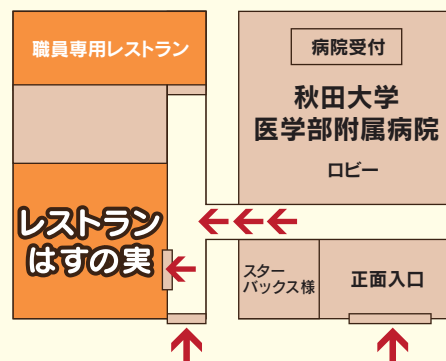 職員専用レストラン
病院受付
秋田大学
医学部附属病院
ロビー
レストラン
はすの実
スター
バックス様
正面入口